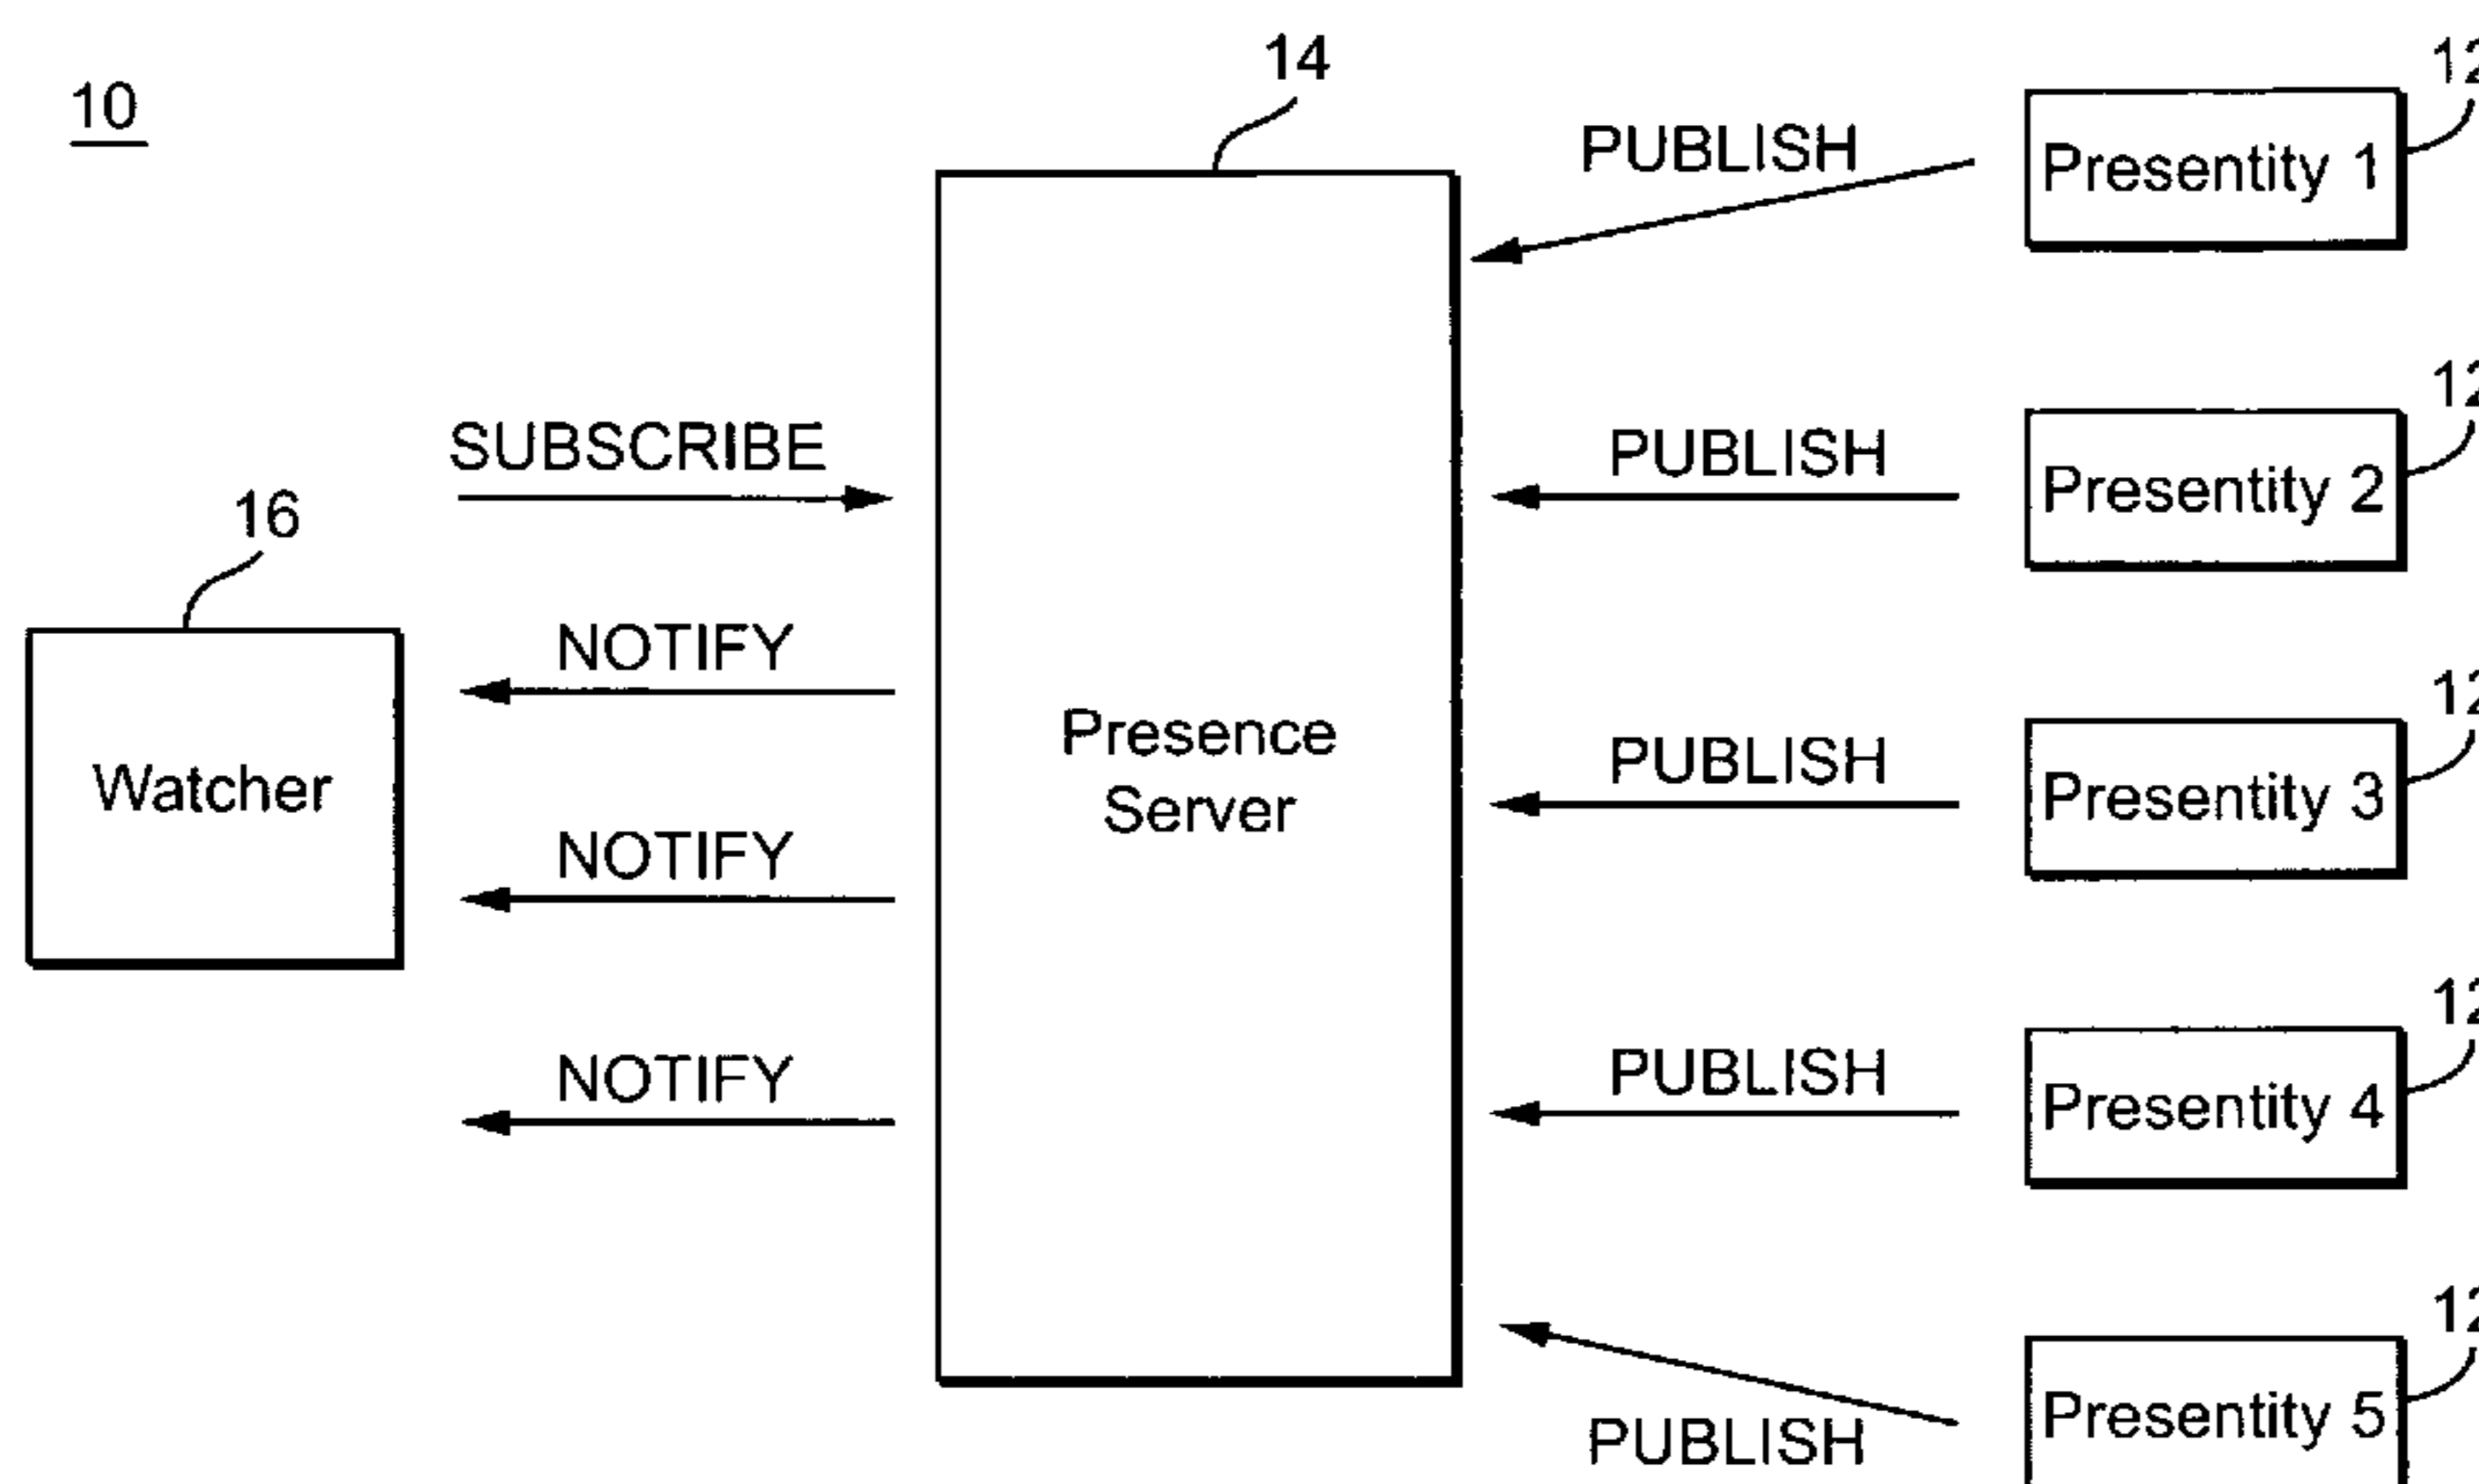 10
14
12
PUBLISH
Presentity 1
12
SUBSCRIBE
PUBLISH
Presentity 2
16
NOTIFY
12
Presence
Server
PUBLISH
Presentity 3
Watcher
NOTIFY
12
NOTIFY
PUBLISH
Presentity 4
12
PUBLISH
Presentity 5